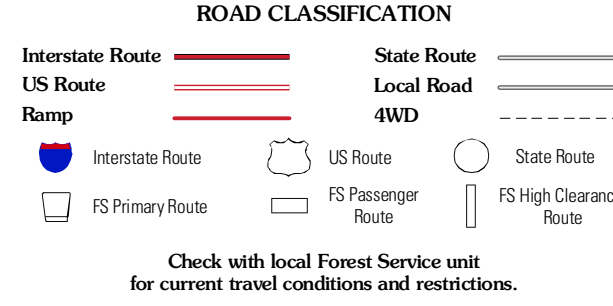 ROAD CLASSIFICATION
Interstate Route State Route
US Route Local Road
Ramp 4WD
Interstate Route US Route State Route
FS Primary Route FS Passenger Route FS High Clearanc Route
Check with local Forest Service unit
for current travel conditions and restrictions.